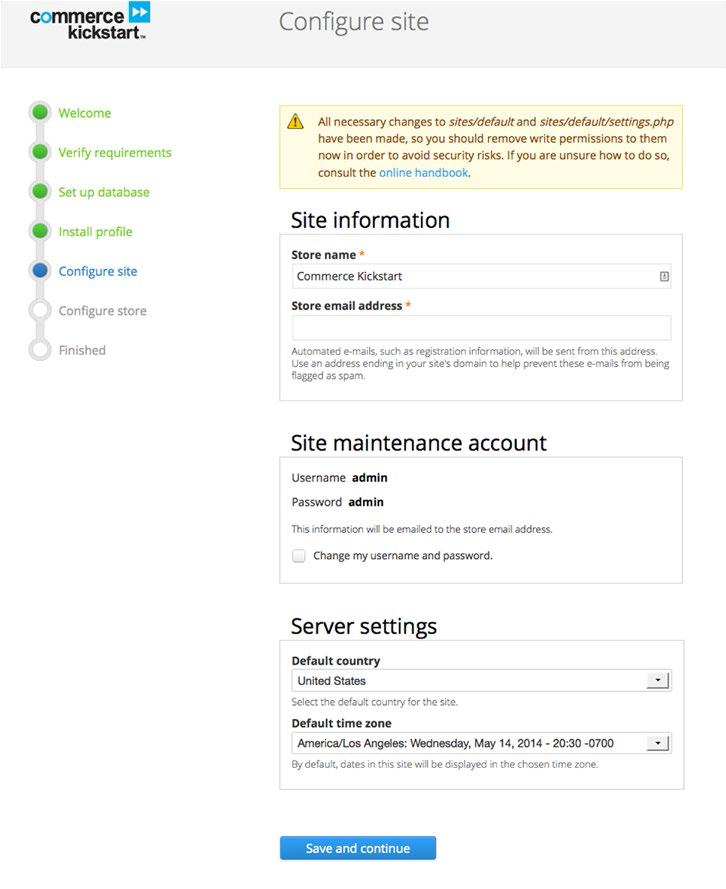 commerce
kickstart™
Configure site
Welcome
Verify requirements
Set up database
Install profile
Configure site
Configure store
Finished
All necessary changes to sites/default and sites/default/settings.php
have been made, so you should remove write permissions to them
now in order to avoid security risks. If you are unsure how to do so,
consult the online handbook.
Site information
Store name *
Commerce Kickstart
Store email address *
Automated e-mails, such as registration information, will be sent from this address.
Use an address ending in your site's domain to help prevent these e-mails from being
flagged as spam.
Site maintenance account
Username admin
Password admin
This information will be emailed to the store email address.
Change my username and password.
Server settings
Default country
United States
Select the default country for the site.
Default time zone
America/Los Angeles: Wednesday, May 14, 2014 - 20:30 -0700
By default, dates in this site will be displayed in the chosen time zone.
Save and continue